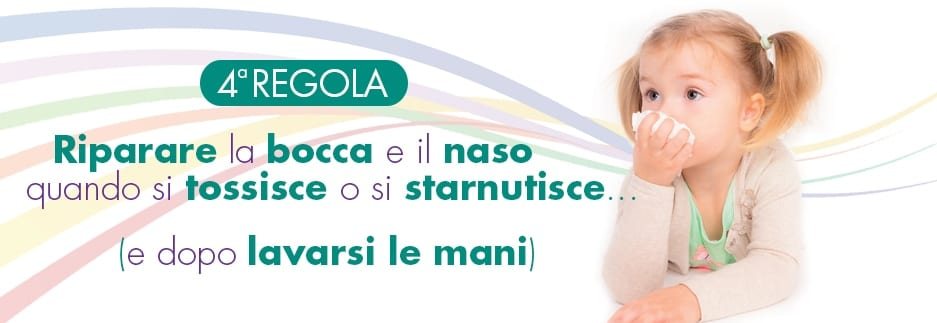 4ª REGOLA
Riparare la bocca e il naso
quando si tossisce o si starnutisce...
(e dopo lavarsi le mani)